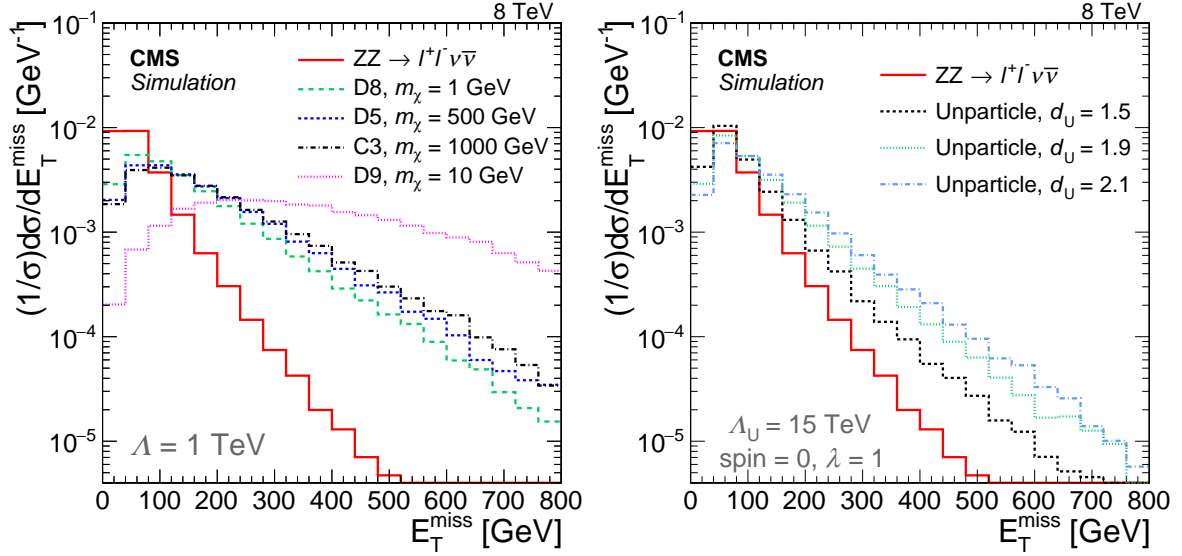 8 TeV
CMS
Simulation
ZZ → l⁺l⁻νν̅
D8, mχ = 1 GeV
D5, mχ = 500 GeV
C3, mχ = 1000 GeV
D9, mχ = 10 GeV
Λ = 1 TeV
(1/σ)dσ/dE_T^miss [GeV⁻¹]
10⁻¹
10⁻²
10⁻³
10⁻⁴
10⁻⁵
0 100 200 300 400 500 600 700 800
E_T^miss [GeV]
8 TeV
CMS
Simulation
ZZ → l⁺l⁻νν̅
Unparticle, d_U = 1.5
Unparticle, d_U = 1.9
Unparticle, d_U = 2.1
Λ_U = 15 TeV
spin = 0, λ = 1
(1/σ)dσ/dE_T^miss [GeV⁻¹]
10⁻¹
10⁻²
10⁻³
10⁻⁴
10⁻⁵
0 100 200 300 400 500 600 700 800
E_T^miss [GeV]